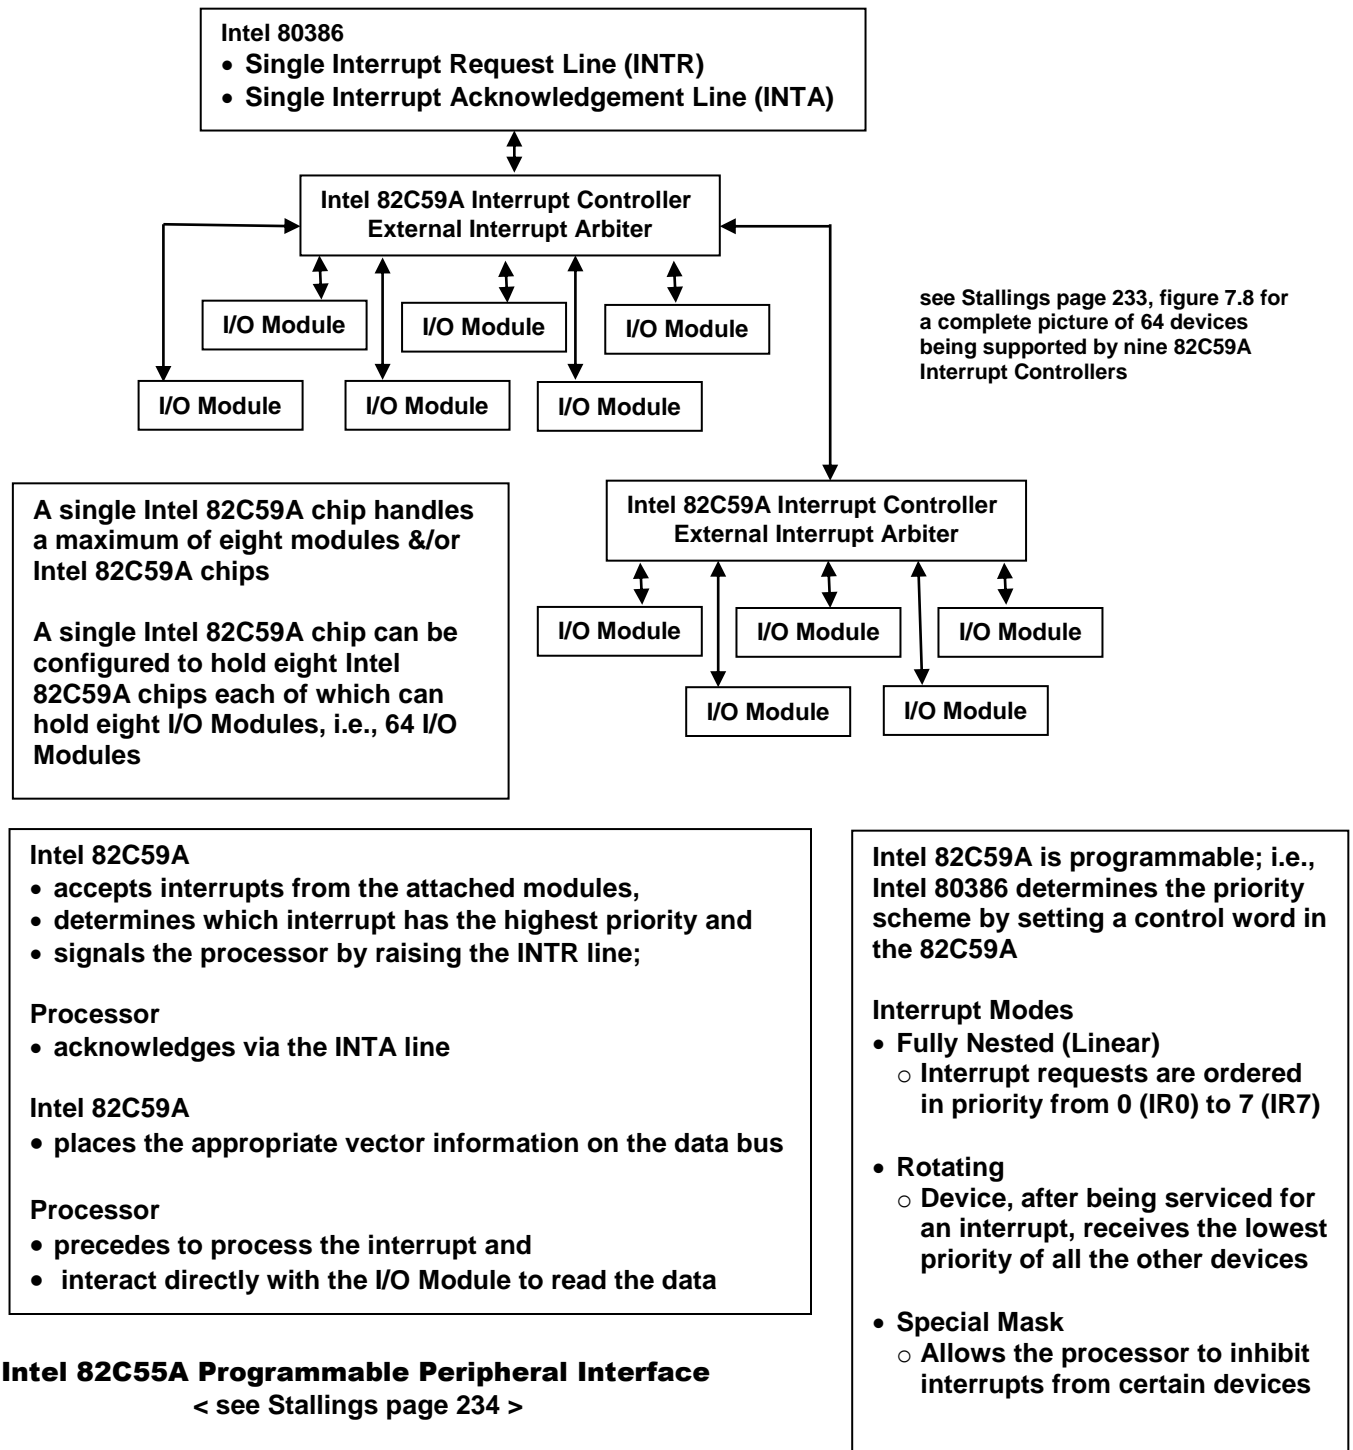 Intel 80386
• Single Interrupt Request Line (INTR)
• Single Interrupt Acknowledgement Line (INTA)
Intel 82C59A Interrupt Controller
External Interrupt Arbiter
I/O Module
I/O Module
I/O Module
I/O Module
I/O Module
I/O Module
see Stallings page 233, figure 7.8 for
a complete picture of 64 devices
being supported by nine 82C59A
Interrupt Controllers
Intel 82C59A Interrupt Controller
External Interrupt Arbiter
I/O Module
I/O Module
I/O Module
I/O Module
I/O Module
A single Intel 82C59A chip handles
a maximum of eight modules &/or
Intel 82C59A chips
A single Intel 82C59A chip can be
configured to hold eight Intel
82C59A chips each of which can
hold eight I/O Modules, i.e., 64 I/O
Modules
Intel 82C59A
• accepts interrupts from the attached modules,
• determines which interrupt has the highest priority and
• signals the processor by raising the INTR line;
Processor
• acknowledges via the INTA line
Intel 82C59A
• places the appropriate vector information on the data bus
Processor
• precedes to process the interrupt and
• interact directly with the I/O Module to read the data
Intel 82C59A is programmable; i.e.,
Intel 80386 determines the priority
scheme by setting a control word in
the 82C59A
Interrupt Modes
• Fully Nested (Linear)
○ Interrupt requests are ordered
in priority from 0 (IR0) to 7 (IR7)
• Rotating
○ Device, after being serviced for
an interrupt, receives the lowest
priority of all the other devices
• Special Mask
○ Allows the processor to inhibit
interrupts from certain devices
Intel 82C55A Programmable Peripheral Interface
< see Stallings page 234 >